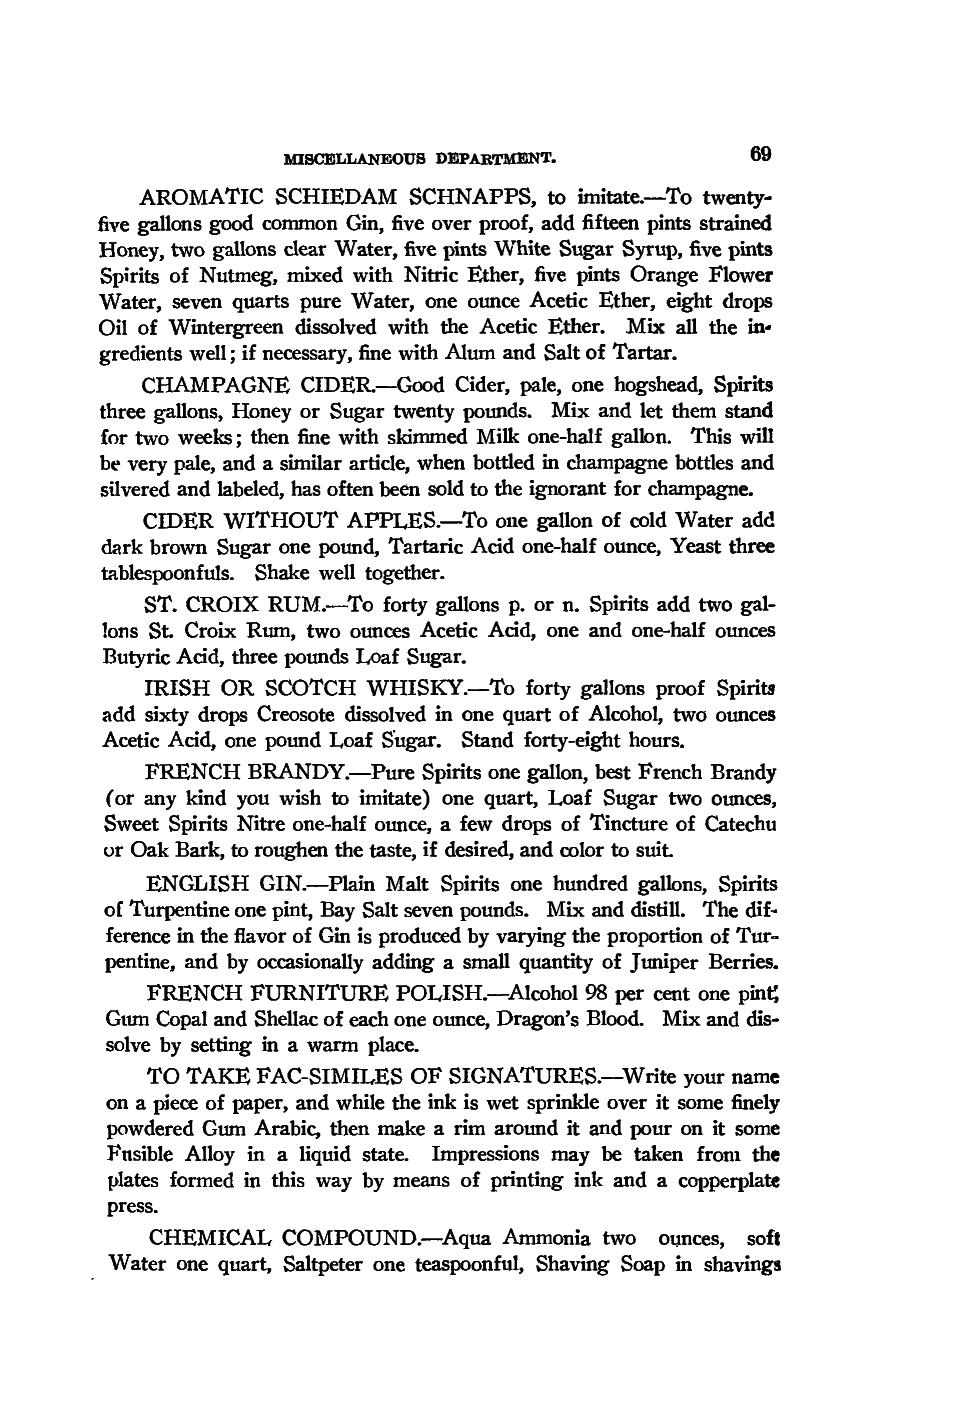 MISCELLANEOUS DEPARTMENT. 69
AROMATIC SCHIEDAM SCHNAPPS, to imitate.—To twenty-
five gallons good common Gin, five over proof, add fifteen pints strained
Honey, two gallons clear Water, five pints White Sugar Syrup, five pints
Spirits of Nutmeg, mixed with Nitric Ether, five pints Orange Flower
Water, seven quarts pure Water, one ounce Acetic Ether, eight drops
Oil of Wintergreen dissolved with the Acetic Ether. Mix all the in-
gredients well; if necessary, fine with Alum and Salt of Tartar.
CHAMPAGNE CIDER.—Good Cider, pale, one hogshead, Spirits
three gallons, Honey or Sugar twenty pounds. Mix and let them stand
for two weeks; then fine with skimmed Milk one-half gallon. This will
be very pale, and a similar article, when bottled in champagne bottles and
silvered and labeled, has often been sold to the ignorant for champagne.
CIDER WITHOUT APPLES.—To one gallon of cold Water add
dark brown Sugar one pound, Tartaric Acid one-half ounce, Yeast three
tablespoonfuls. Shake well together.
ST. CROIX RUM.—To forty gallons p. or n. Spirits add two gal-
lons St. Croix Rum, two ounces Acetic Acid, one and one-half ounces
Butyric Acid, three pounds Loaf Sugar.
IRISH OR SCOTCH WHISKY.—To forty gallons proof Spirits
add sixty drops Creosote dissolved in one quart of Alcohol, two ounces
Acetic Acid, one pound Loaf Sugar. Stand forty-eight hours.
FRENCH BRANDY.—Pure Spirits one gallon, best French Brandy
(or any kind you wish to imitate) one quart, Loaf Sugar two ounces,
Sweet Spirits Nitre one-half ounce, a few drops of Tincture of Catechu
or Oak Bark, to roughen the taste, if desired, and color to suit.
ENGLISH GIN.—Plain Malt Spirits one hundred gallons, Spirits
of Turpentine one pint, Bay Salt seven pounds. Mix and distill. The dif-
ference in the flavor of Gin is produced by varying the proportion of Tur-
pentine, and by occasionally adding a small quantity of Juniper Berries.
FRENCH FURNITURE POLISH.—Alcohol 98 per cent one pint;
Gum Copal and Shellac of each one ounce, Dragon's Blood. Mix and dis-
solve by setting in a warm place.
TO TAKE FAC-SIMILES OF SIGNATURES.—Write your name
on a piece of paper, and while the ink is wet sprinkle over it some finely
powdered Gum Arabic, then make a rim around it and pour on it some
Fusible Alloy in a liquid state. Impressions may be taken from the
plates formed in this way by means of printing ink and a copperplate
press.
CHEMICAL COMPOUND.—Aqua Ammonia two ounces, soft
Water one quart, Saltpeter one teaspoonful, Shaving Soap in shavings